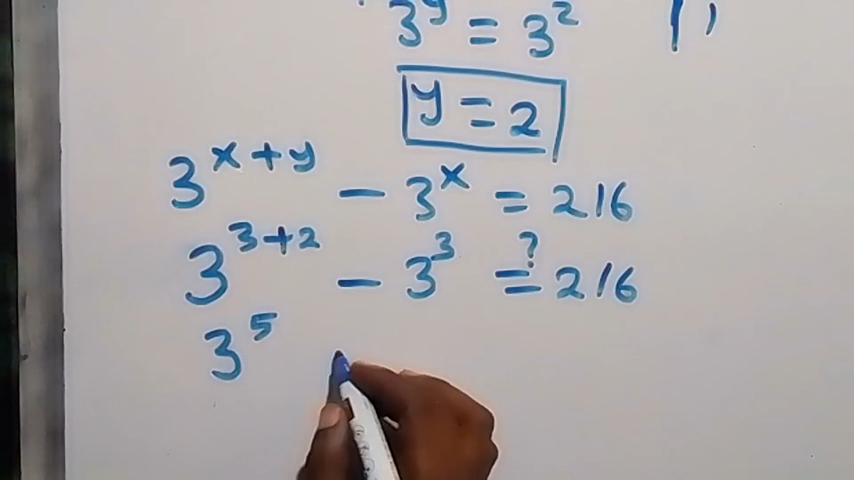 3^y = 3^2
y = 2
3^{x+y} - 3^x = 216
3^{3+2} - 3^3 ≟ 216
3^5